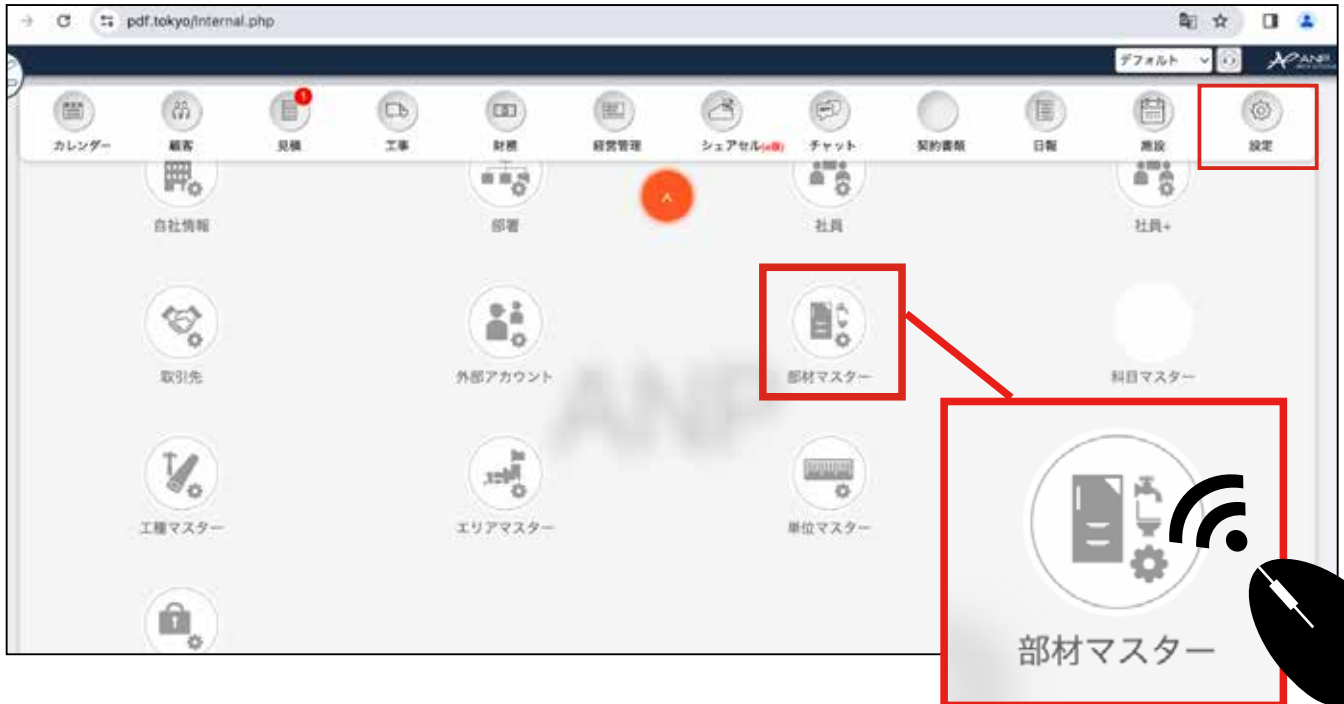 pdf.tokyo/internal.php
デフォルト
ANP
カレンダー
顧客
1
見積
工事
財務
経営管理
シェアセル(α版)
チャット
契約書類
日報
施設
設定
自社情報
部署
社員
社員+
取引先
外部アカウント
部材マスター
科目マスター
ANP
工種マスター
エリアマスター
単位マスター
部材マスター